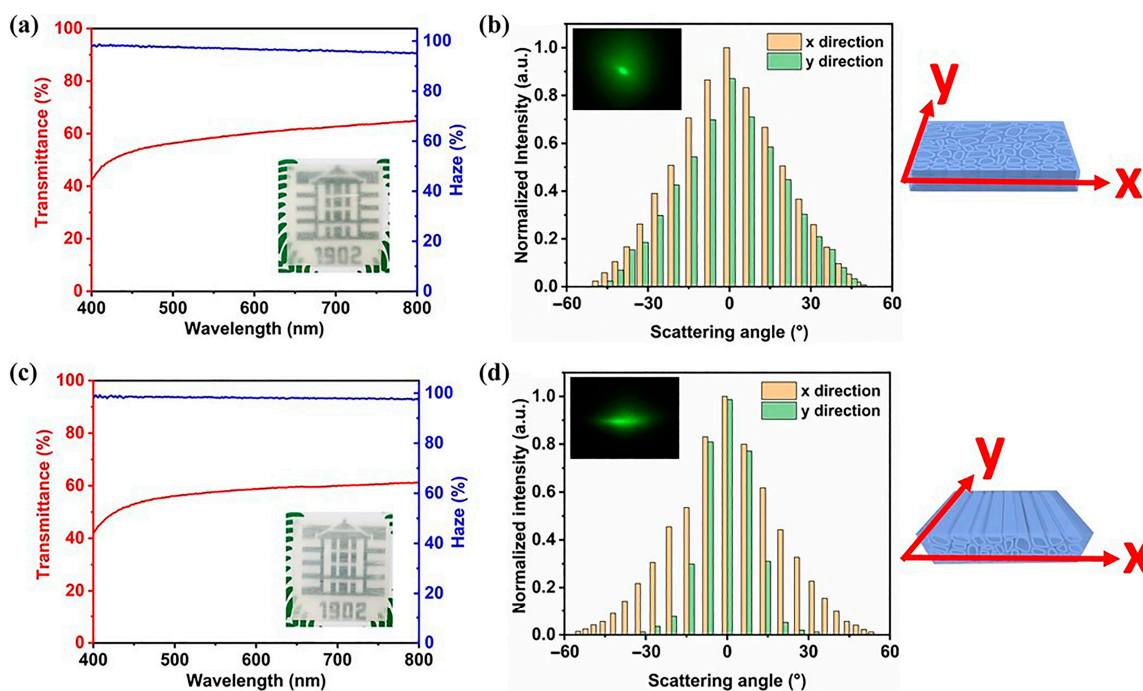 (a)
100
80
60
40
20
0
Transmittance (%)
400 500 600 700 800
Wavelength (nm)
100
80
60
40
20
0
Haze (%)
1902
(b)
1.0
0.8
0.6
0.4
0.2
0.0
Normalized Intensity (a.u.)
x direction
y direction
−60 −30 0 30 60
Scattering angle (°)
y
x
(c)
100
80
60
40
20
0
Transmittance (%)
400 500 600 700 800
Wavelength (nm)
100
80
60
40
20
0
Haze (%)
1902
(d)
1.0
0.8
0.6
0.4
0.2
0.0
Normalized intensity (a.u.)
x direction
y direction
−60 −30 0 30 60
Scattering angle (°)
y
x